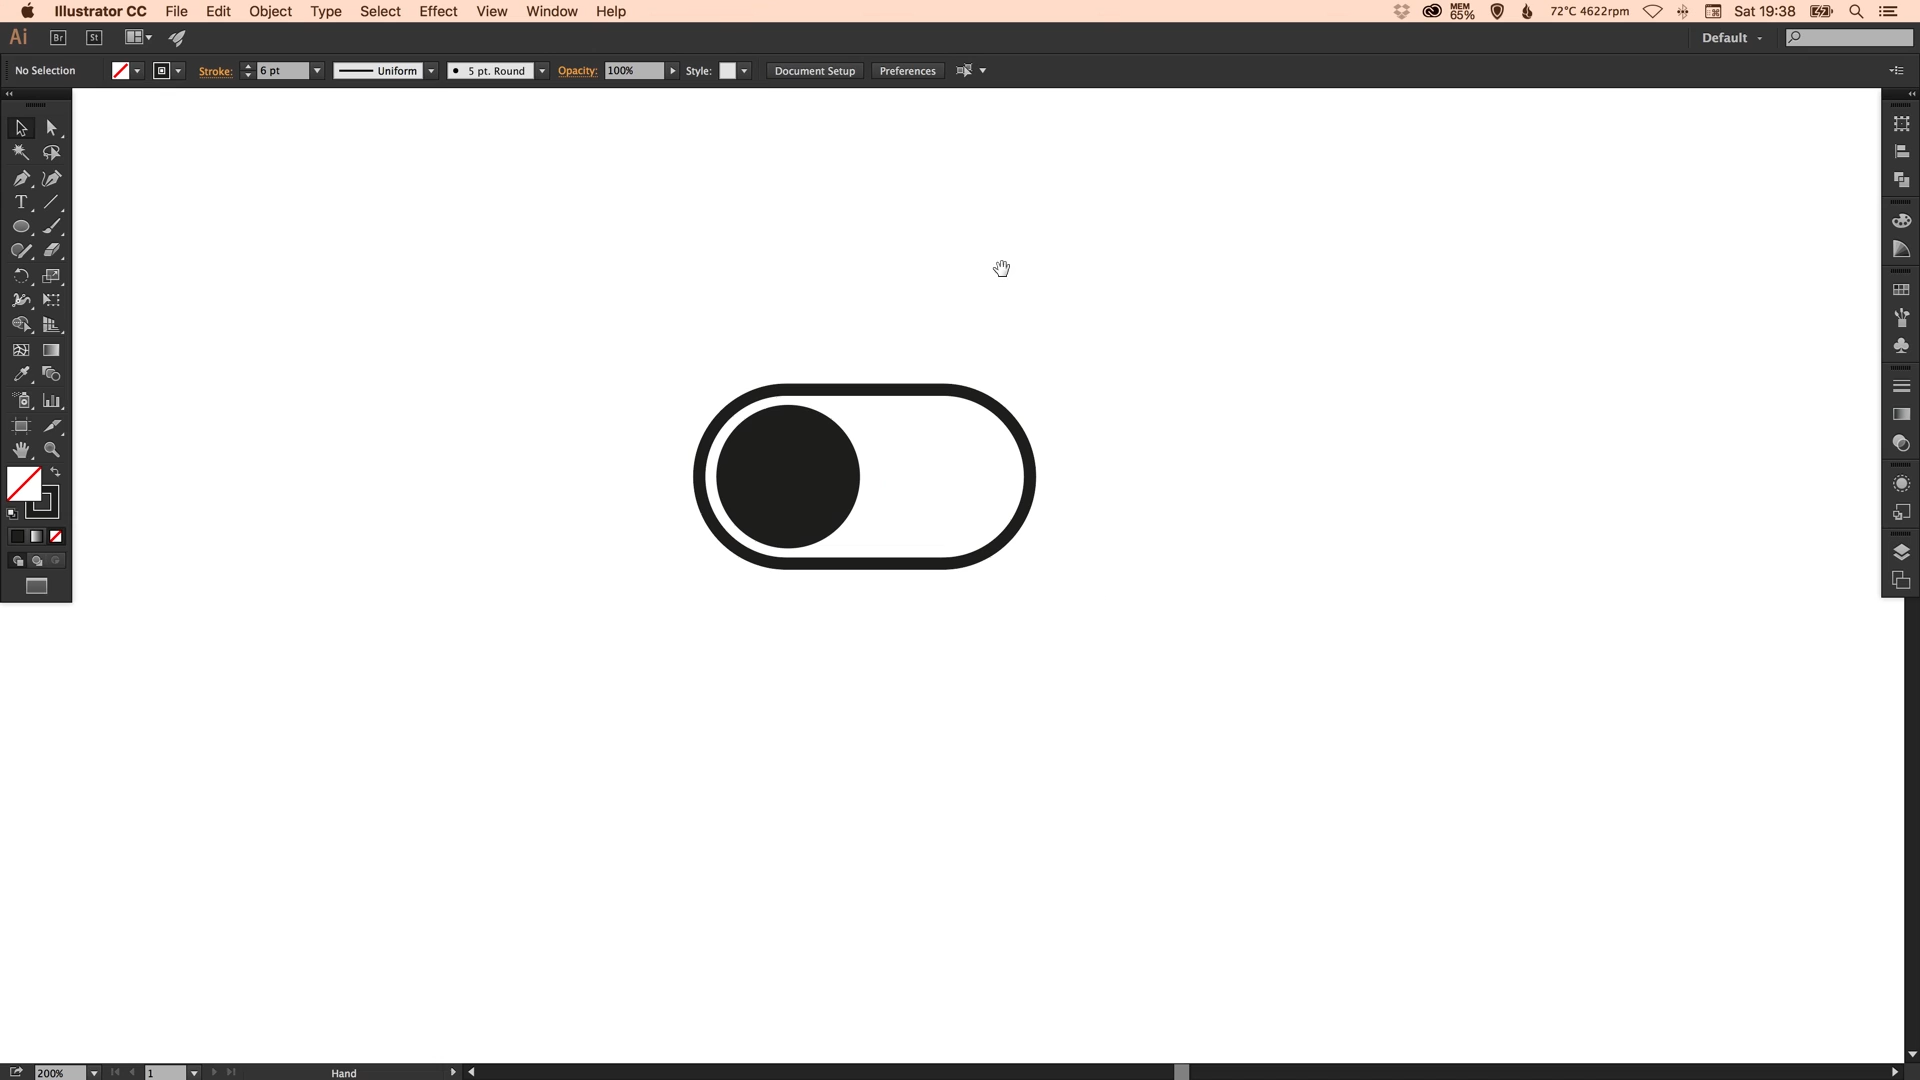 Illustrator CC File Edit Object Type Select Effect View Window Help MEM 65% 72°C 4622rpm Sat 19:38
Ai Br St Default
No Selection Stroke: 6 pt Uniform 5 pt. Round Opacity: 100% Style: Document Setup Preferences
T
200% 1 Hand